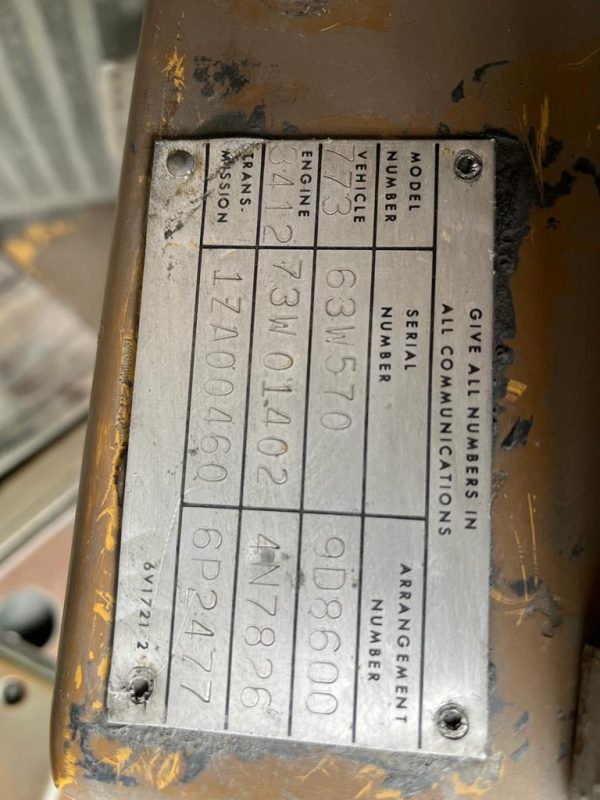 GIVE ALL NUMBERS IN
ALL COMMUNICATIONS
MODEL NUMBER SERIAL NUMBER ARRANGEMENT NUMBER
VEHICLE 773 63W570 9D8600
ENGINE 3412 73W01402 4N7826
TRANS-MISSION 1ZA00460 6P2477
6V1721 2